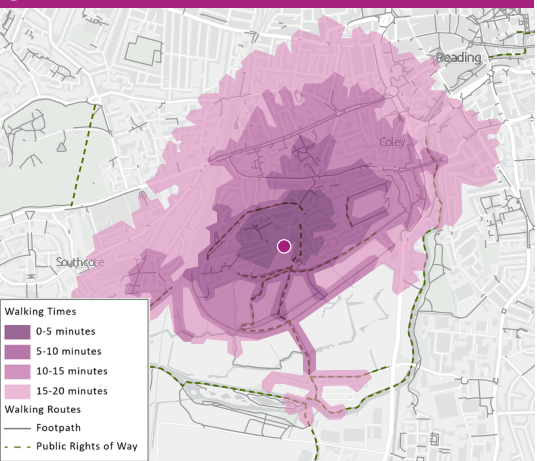 Reading
Coley
Southcote
Walking Times
0-5 minutes
5-10 minutes
10-15 minutes
15-20 minutes
Walking Routes
Footpath
Public Rights of Way